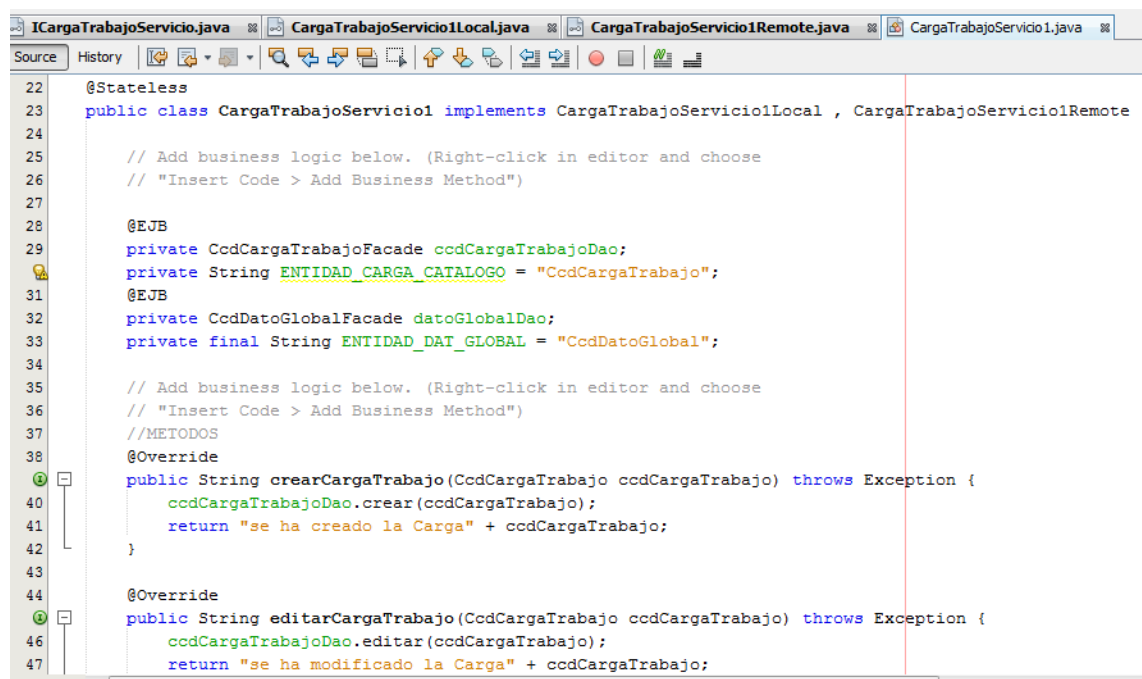 ICargaTrabajoServicio.java CargaTrabajoServicio1Local.java CargaTrabajoServicio1Remote.java CargaTrabajoServicio1.java
Source History
22 @Stateless
23 public class CargaTrabajoServicio1 implements CargaTrabajoServicio1Local , CargaTrabajoServicio1Remote
24
25 // Add business logic below. (Right-click in editor and choose
26 // "Insert Code > Add Business Method")
27
28 @EJB
29 private CcdCargaTrabajoFacade ccdCargaTrabajoDao;
private String ENTIDAD_CARGA_CATALOGO = "CcdCargaTrabajo";
31 @EJB
32 private CcdDatoGlobalFacade datoGlobalDao;
33 private final String ENTIDAD_DAT_GLOBAL = "CcdDatoGlobal";
34
35 // Add business logic below. (Right-click in editor and choose
36 // "Insert Code > Add Business Method")
37 //METODOS
38 @Override
public String crearCargaTrabajo(CcdCargaTrabajo ccdCargaTrabajo) throws Exception {
40 ccdCargaTrabajoDao.crear(ccdCargaTrabajo);
41 return "se ha creado la Carga" + ccdCargaTrabajo;
42 }
43
44 @Override
public String editarCargaTrabajo(CcdCargaTrabajo ccdCargaTrabajo) throws Exception {
46 ccdCargaTrabajoDao.editar(ccdCargaTrabajo);
47 return "se ha modificado la Carga" + ccdCargaTrabajo;